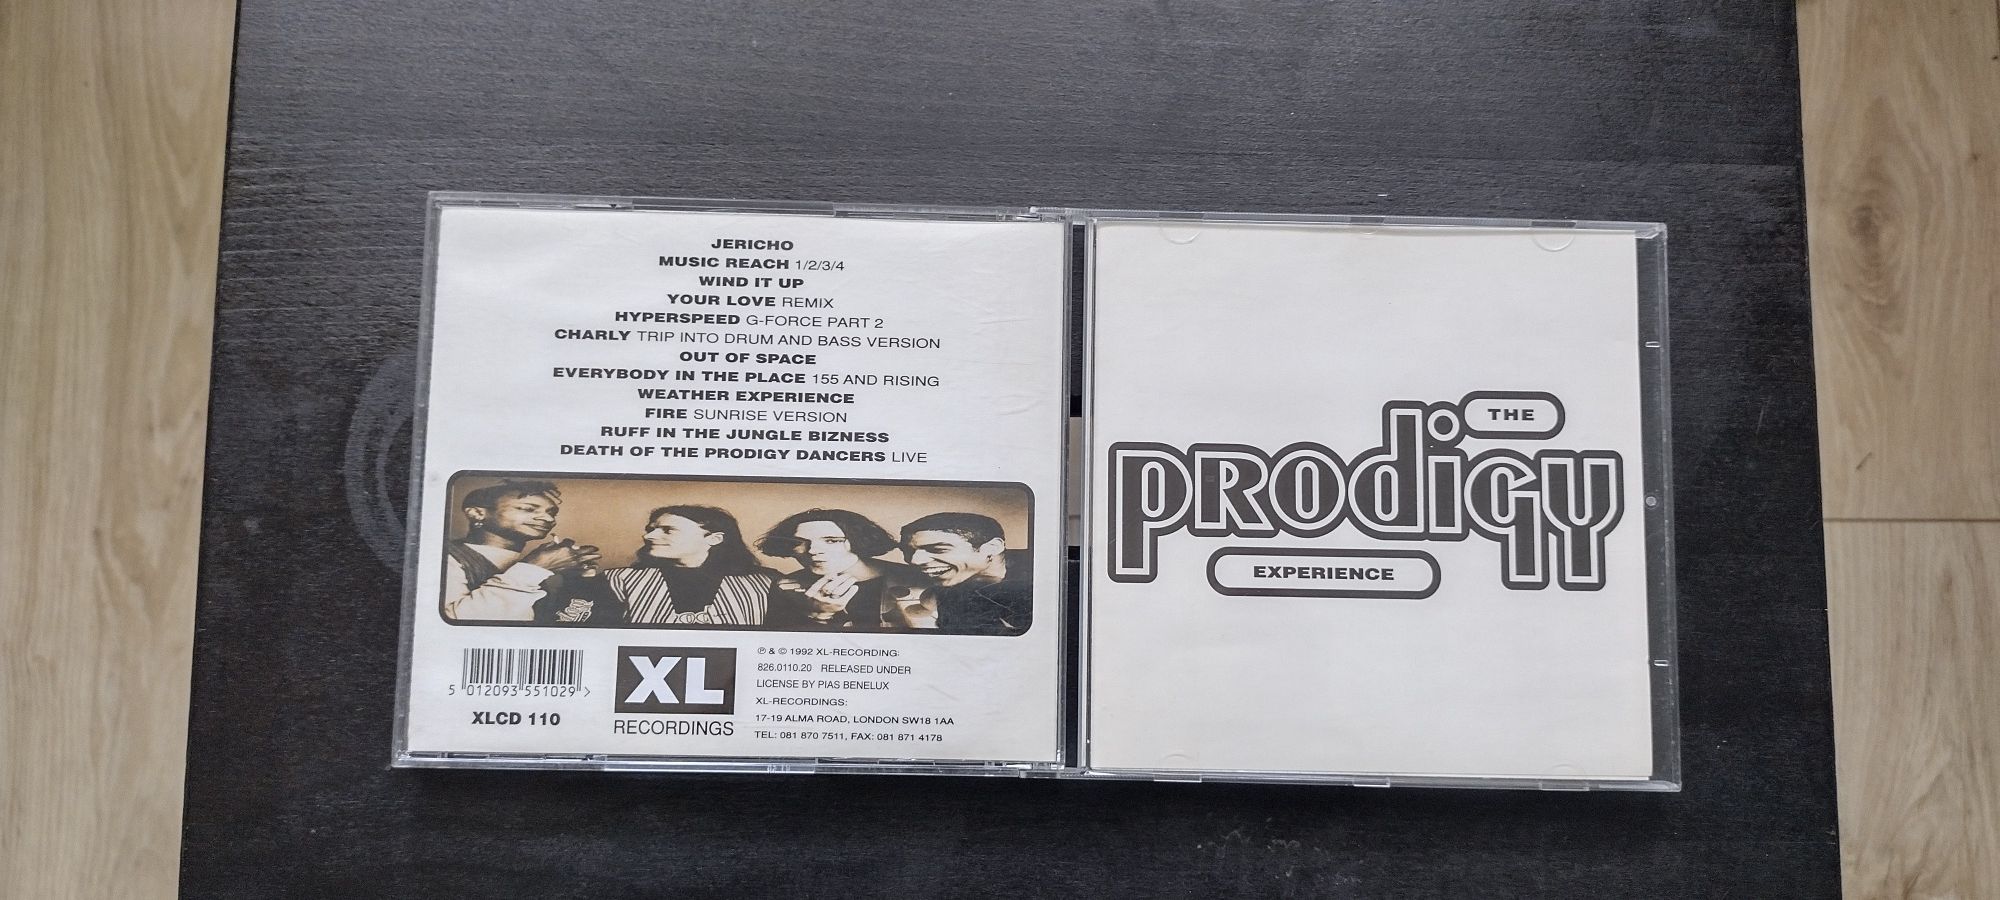 JERICHO
MUSIC REACH 1/2/3/4
WIND IT UP
YOUR LOVE REMIX
HYPERSPEED G-FORCE PART 2
CHARLY TRIP INTO DRUM AND BASS VERSION
OUT OF SPACE
EVERYBODY IN THE PLACE 155 AND RISING
WEATHER EXPERIENCE
FIRE SUNRISE VERSION
RUFF IN THE JUNGLE BIZNESS
DEATH OF THE PRODIGY DANCERS LIVE
5 012093 551029 >
XLCD 110
XL
RECORDINGS
℗ & © 1992 XL-RECORDING:
826.0110.20 RELEASED UNDER
LICENSE BY PIAS BENELUX
XL-RECORDINGS:
17-19 ALMA ROAD, LONDON SW18 1AA
TEL: 081 870 7511, FAX: 081 871 4178
THE
PRODIGY
EXPERIENCE